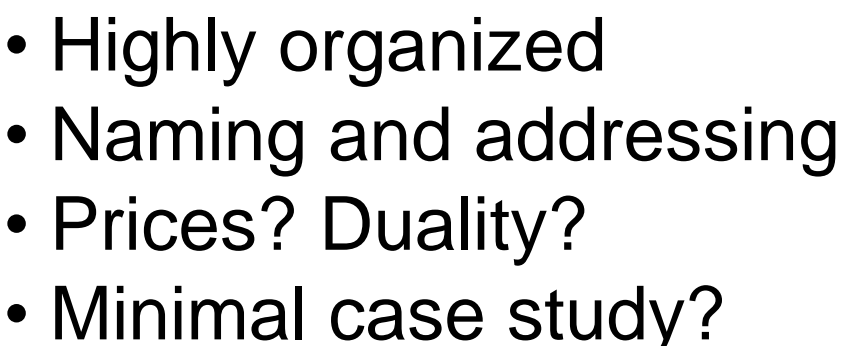 • Highly organized
• Naming and addressing
• Prices? Duality?
• Minimal case study?